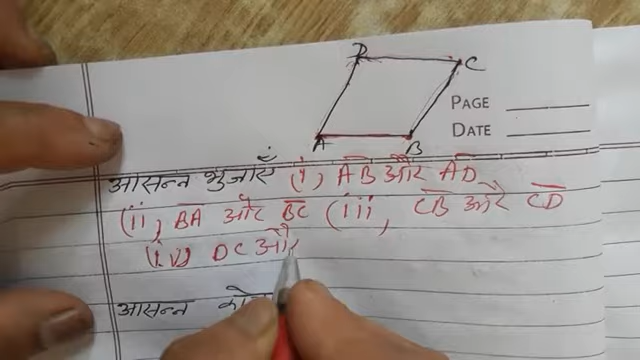 D C
PAGE
A B
DATE
आसन्न भुजाएँ (i) AB और AD
(ii) BA और BC (iii) CB और CD
(iv) DC और
आसन्न